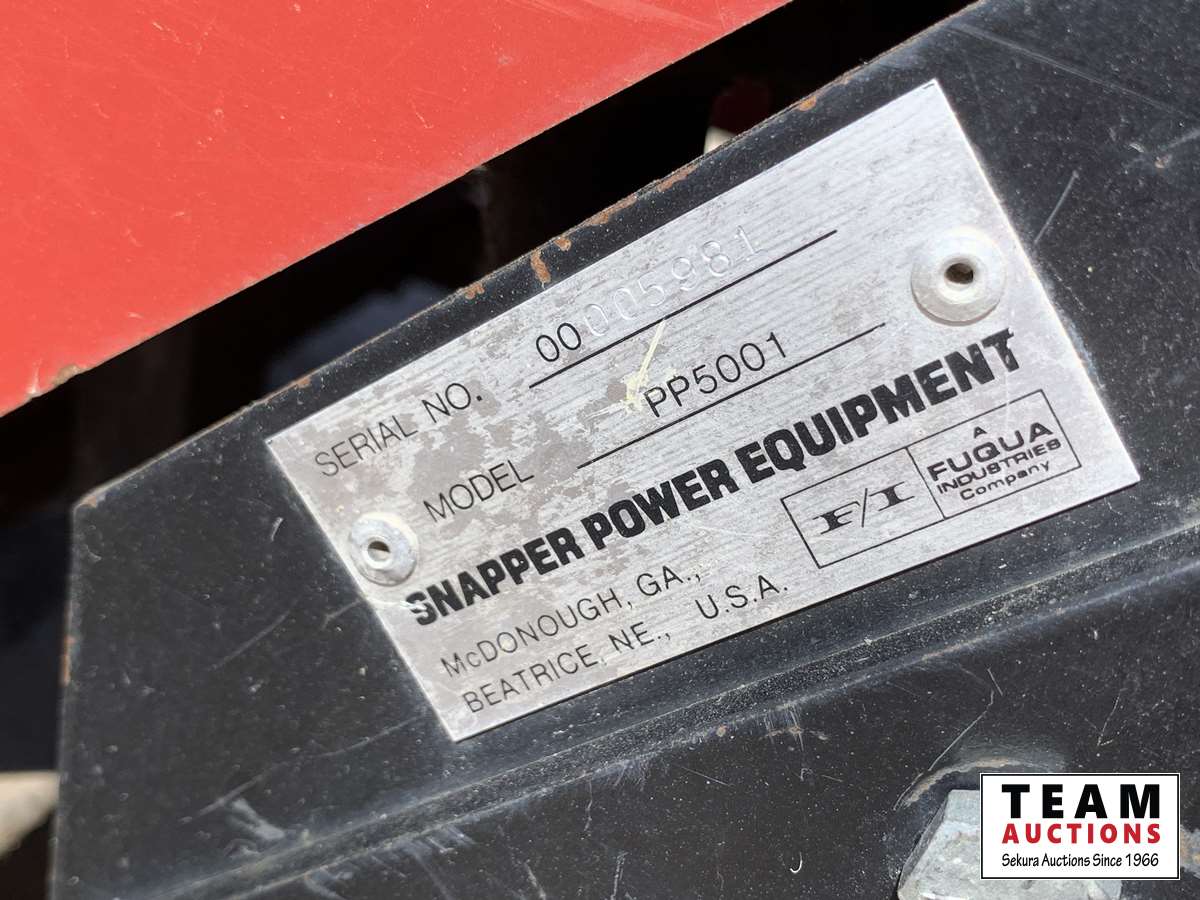 SERIAL NO. 00005981
MODEL PP5001
SNAPPER POWER EQUIPMENT
McDONOUGH, GA.,
BEATRICE, NE., U.S.A.
F/I
A
FUQUA
INDUSTRIES
Company
TEAM
AUCTIONS
Sekura Auctions Since 1966